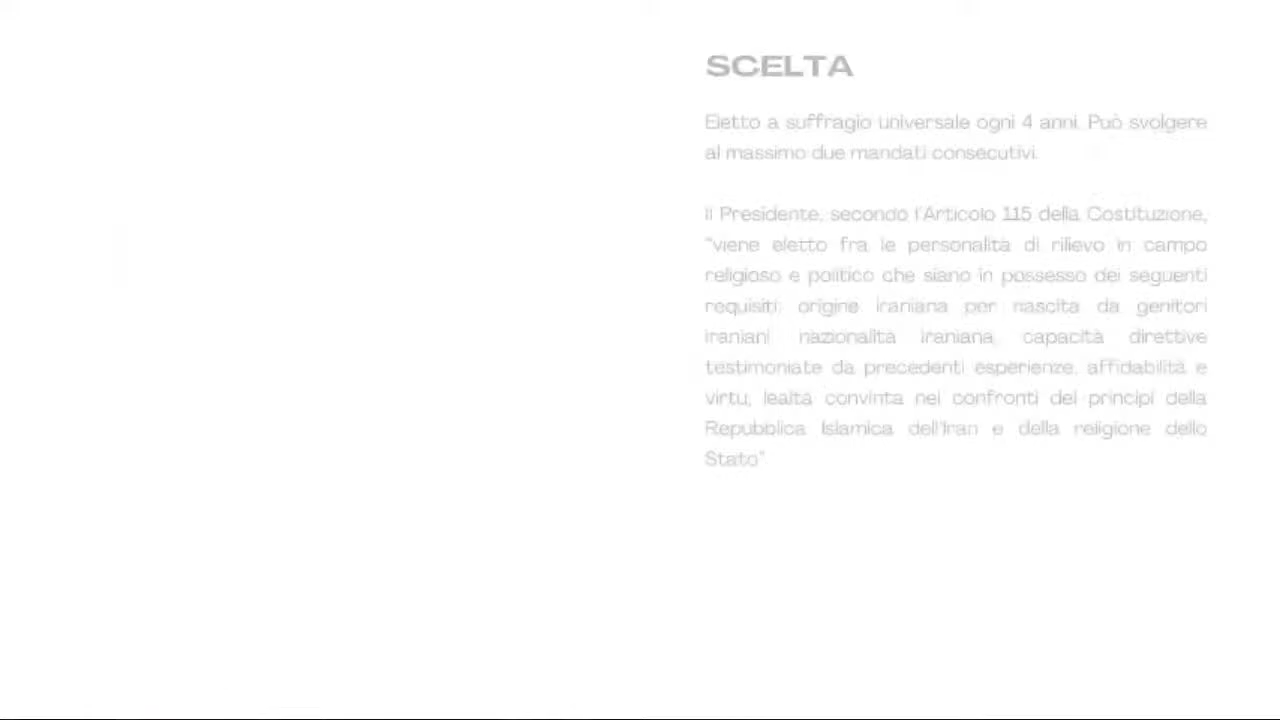 SCELTA
Eletto a suffragio universale ogni 4 anni. Può svolgere
al massimo due mandati consecutivi.
Il Presidente, secondo l'Articolo 115 della Costituzione,
"viene eletto fra le personalità di rilievo in campo
religioso e politico che siano in possesso dei seguenti
requisiti: origine iraniana per nascita da genitori
iraniani, nazionalità iraniana, capacità direttive
testimoniate da precedenti esperienze, affidabilità e
virtù, lealtà convinta nei confronti dei principi della
Repubblica Islamica dell'Iran e della religione dello
Stato"